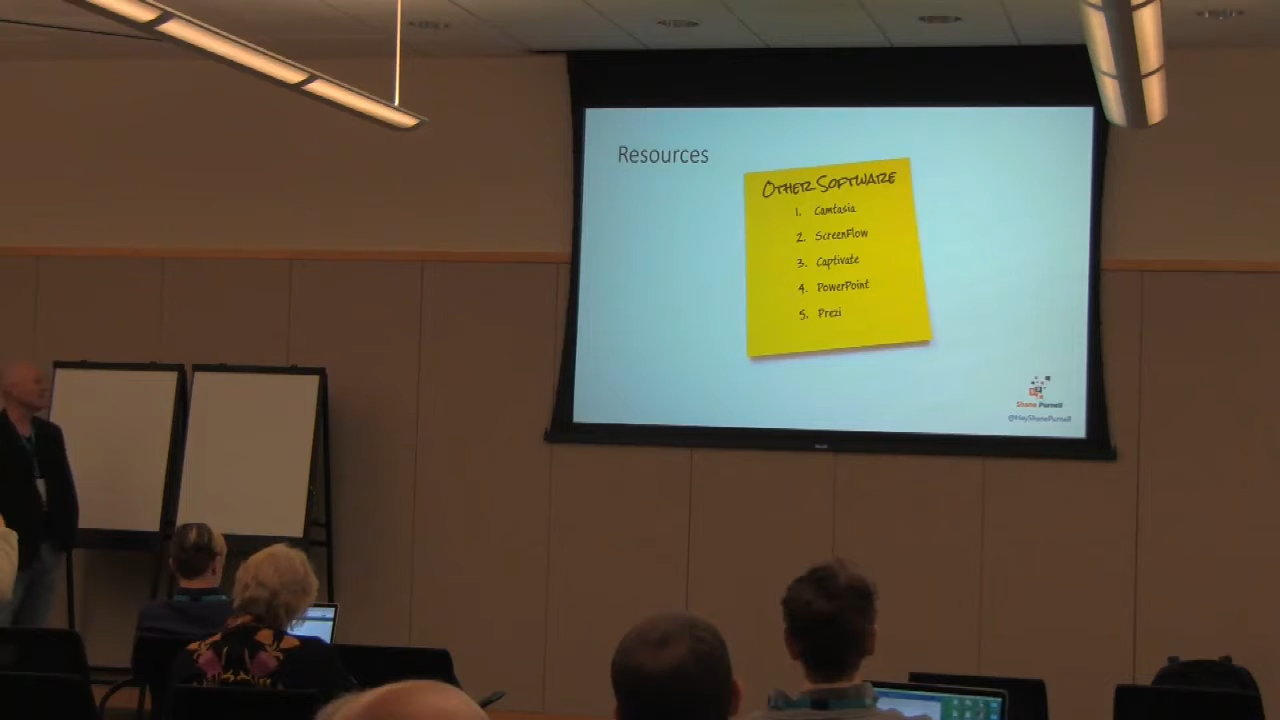 Resources
OTHER SOFTWARE
1. Camtasia
2. ScreenFlow
3. Captivate
4. PowerPoint
5. Prezi
Shane Purnell
@HeyShanePurnell